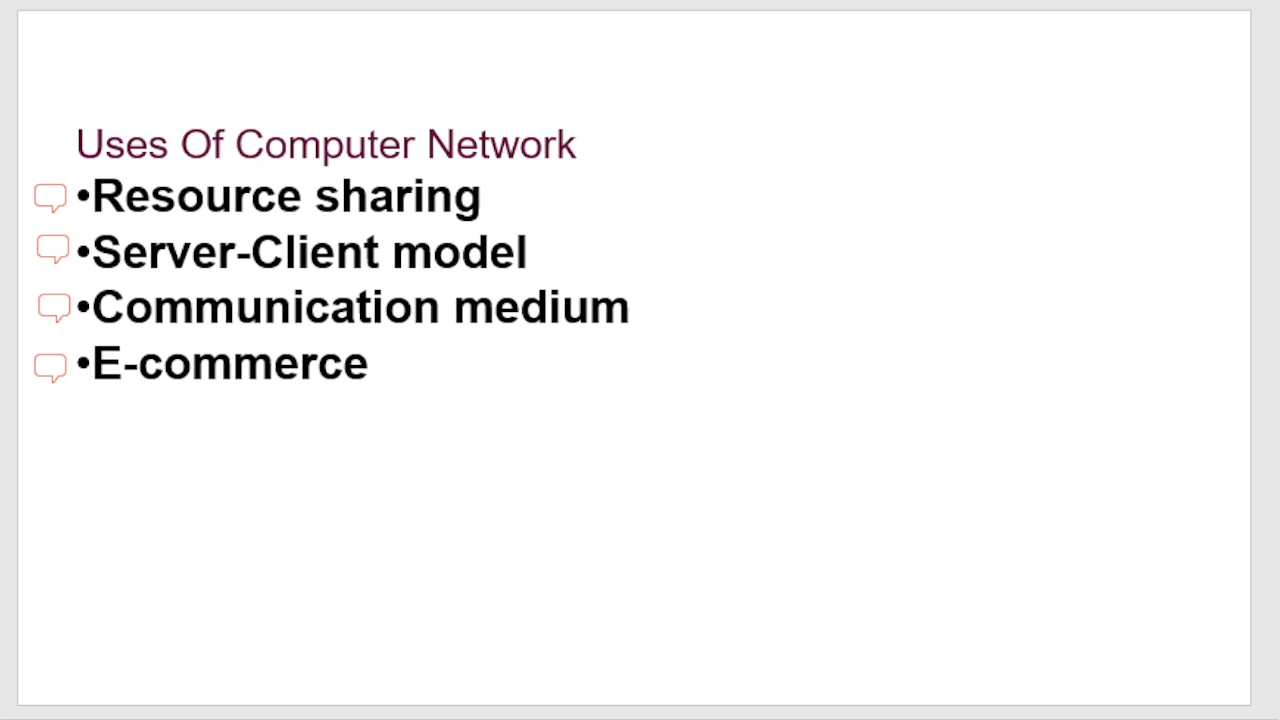 Uses Of Computer Network
•Resource sharing
•Server-Client model
•Communication medium
•E-commerce